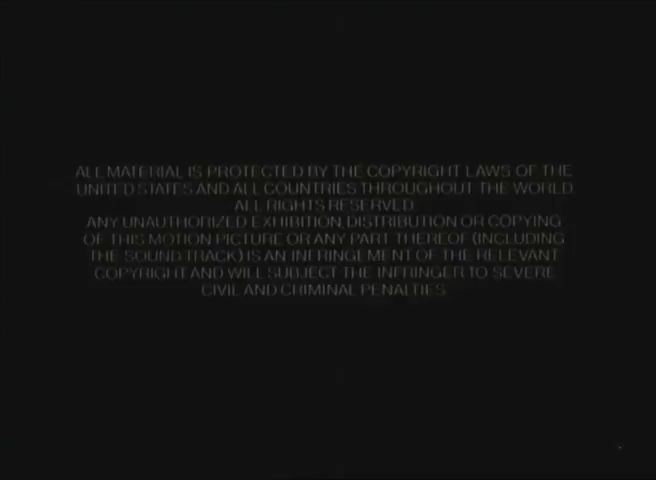 ALL MATERIAL IS PROTECTED BY THE COPYRIGHT LAWS OF THE
UNITED STATES AND ALL COUNTRIES THROUGHOUT THE WORLD.
ALL RIGHTS RESERVED.
ANY UNAUTHORIZED EXHIBITION, DISTRIBUTION OR COPYING
OF THIS MOTION PICTURE OR ANY PART THEREOF (INCLUDING
THE SOUND TRACK) IS AN INFRINGEMENT OF THE RELEVANT
COPYRIGHT AND WILL SUBJECT THE INFRINGER TO SEVERE
CIVIL AND CRIMINAL PENALTIES.